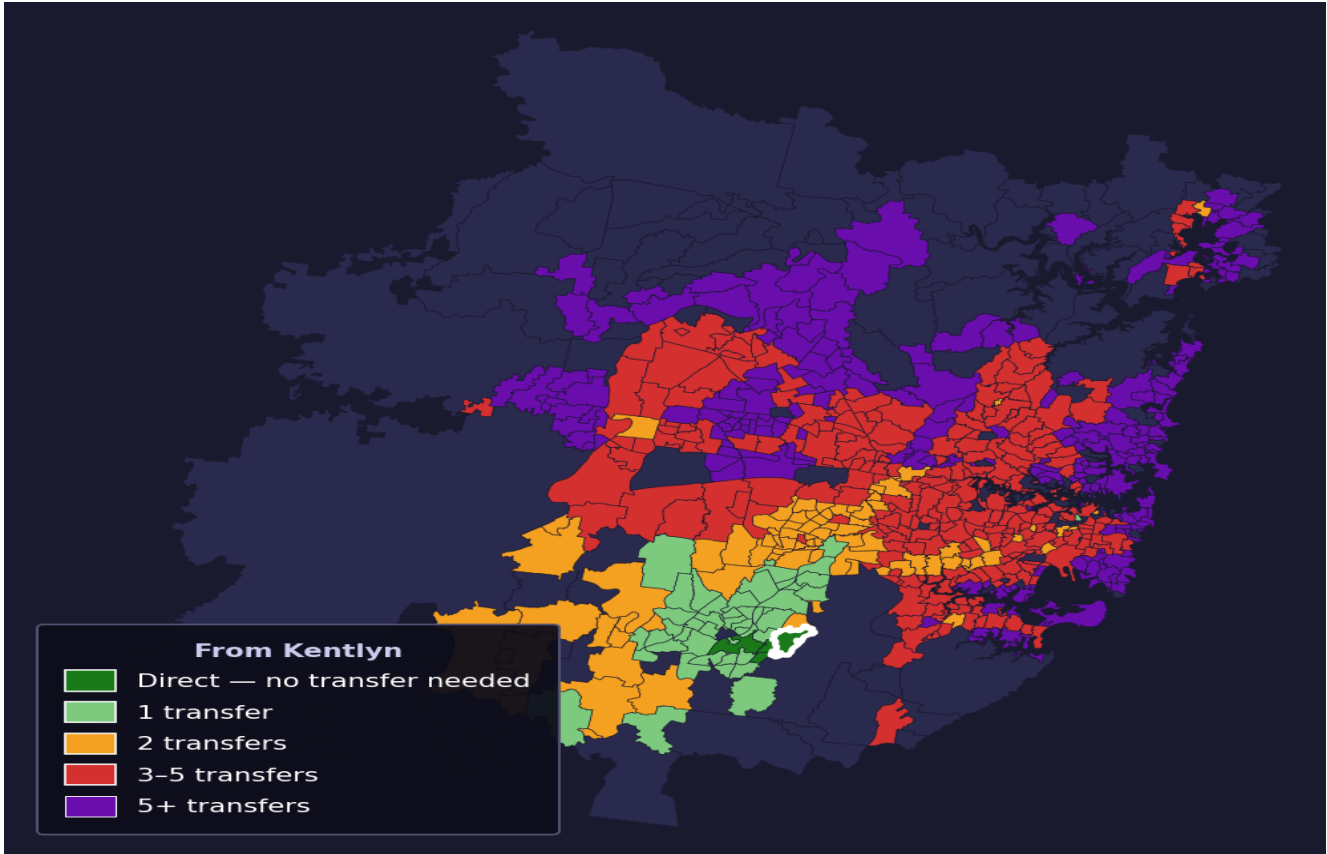 From Kentlyn
Direct — no transfer needed
1 transfer
2 transfers
3–5 transfers
5+ transfers